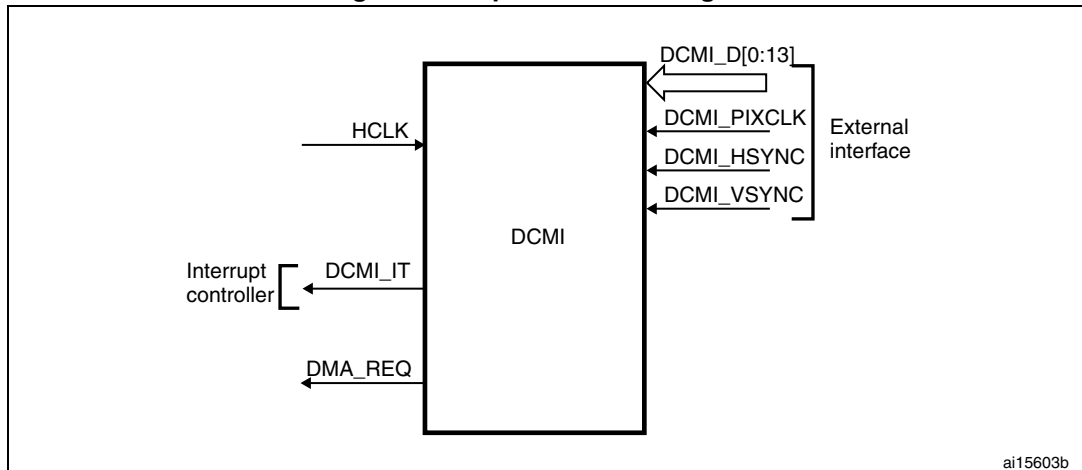 DCMI_D[0:13]
DCMI_PIXCLK
HCLK
External
interface
DCMI_HSYNC
DCMI_VSYNC
DCMI
Interrupt
controller
DCMI_IT
DMA_REQ
ai15603b